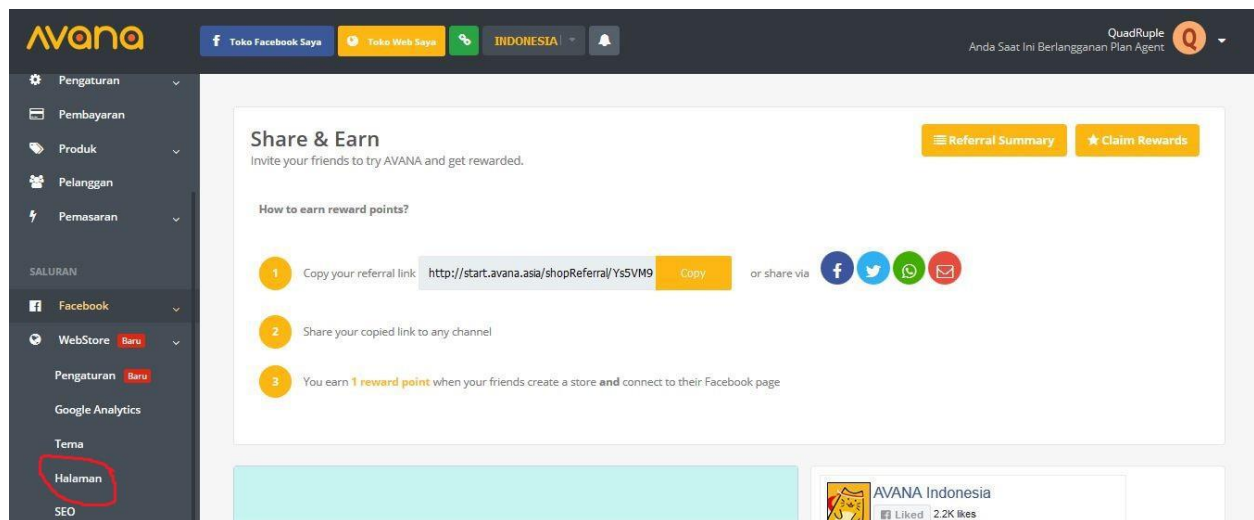 AVANA
Toko Facebook Saya
Toko Web Saya
INDONESIA
QuadRuple
Anda Saat Ini Berlangganan Plan Agent
Q
Pengaturan
Pembayaran
Produk
Pelanggan
Pemasaran
SALURAN
Facebook
WebStore Baru
Pengaturan Baru
Google Analytics
Tema
Halaman
SEO
Share & Earn
Invite your friends to try AVANA and get rewarded.
Referral Summary
Claim Rewards
How to earn reward points?
1 Copy your referral link http://start.avana.asia/shopReferral/Ys5VM9 Copy or share via
2 Share your copied link to any channel
3 You earn 1 reward point when your friends create a store and connect to their Facebook page
AVANA Indonesia
Liked 2.2K likes